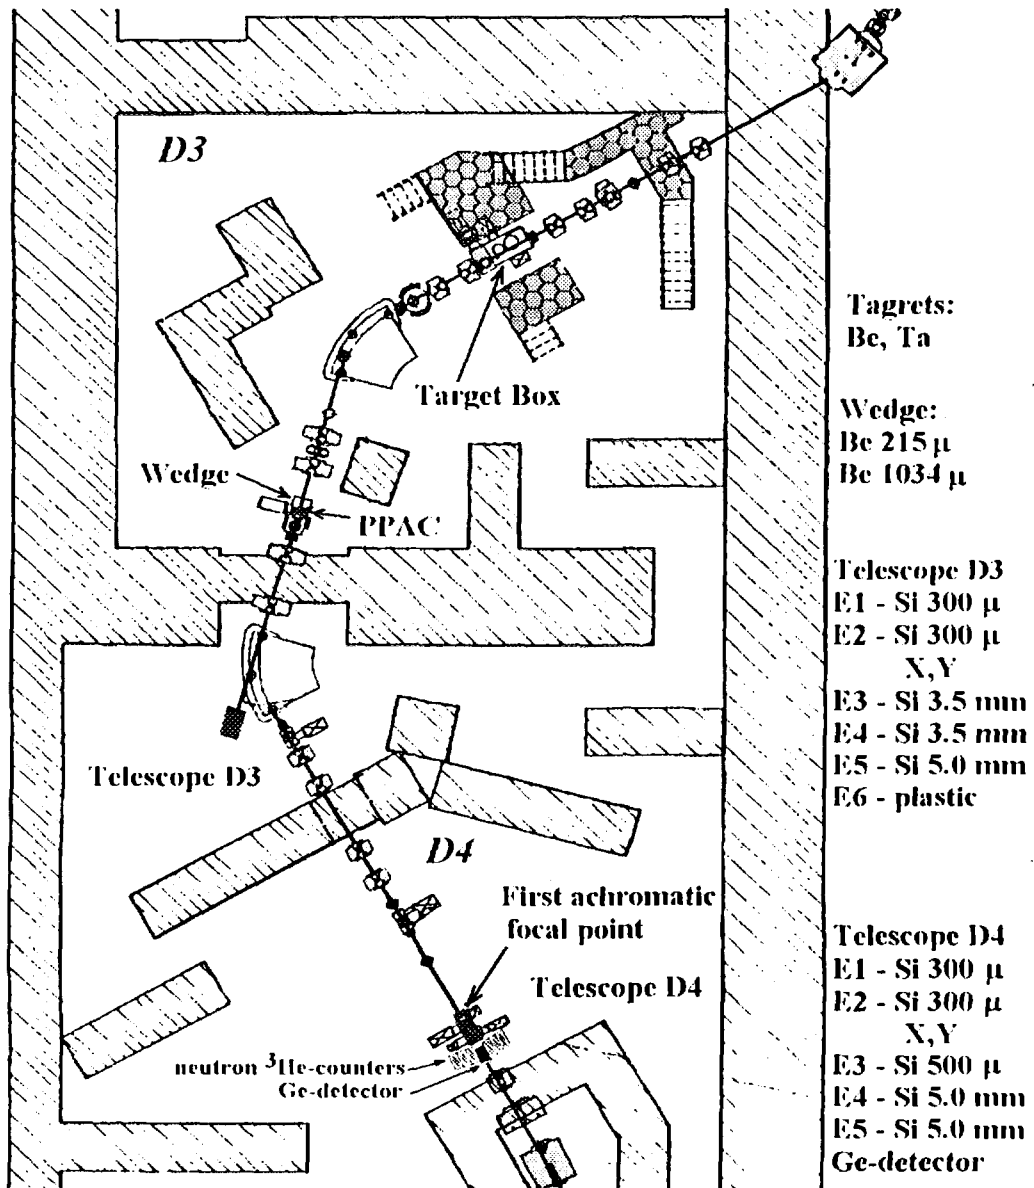 D3
Target Box
Wedge
PPAC
Telescope D3
D4
First achromatic
focal point
Telescope D4
neutron ³He-counters
Ge-detector
Tagrets:
Be, Ta
Wedge:
Be 215 μ
Be 1034 μ
Telescope D3
E1 - Si 300 μ
E2 - Si 300 μ
X,Y
E3 - Si 3.5 mm
E4 - Si 3.5 mm
E5 - Si 5.0 mm
E6 - plastic
Telescope D4
E1 - Si 300 μ
E2 - Si 300 μ
X,Y
E3 - Si 500 μ
E4 - Si 5.0 mm
E5 - Si 5.0 mm
Ge-detector